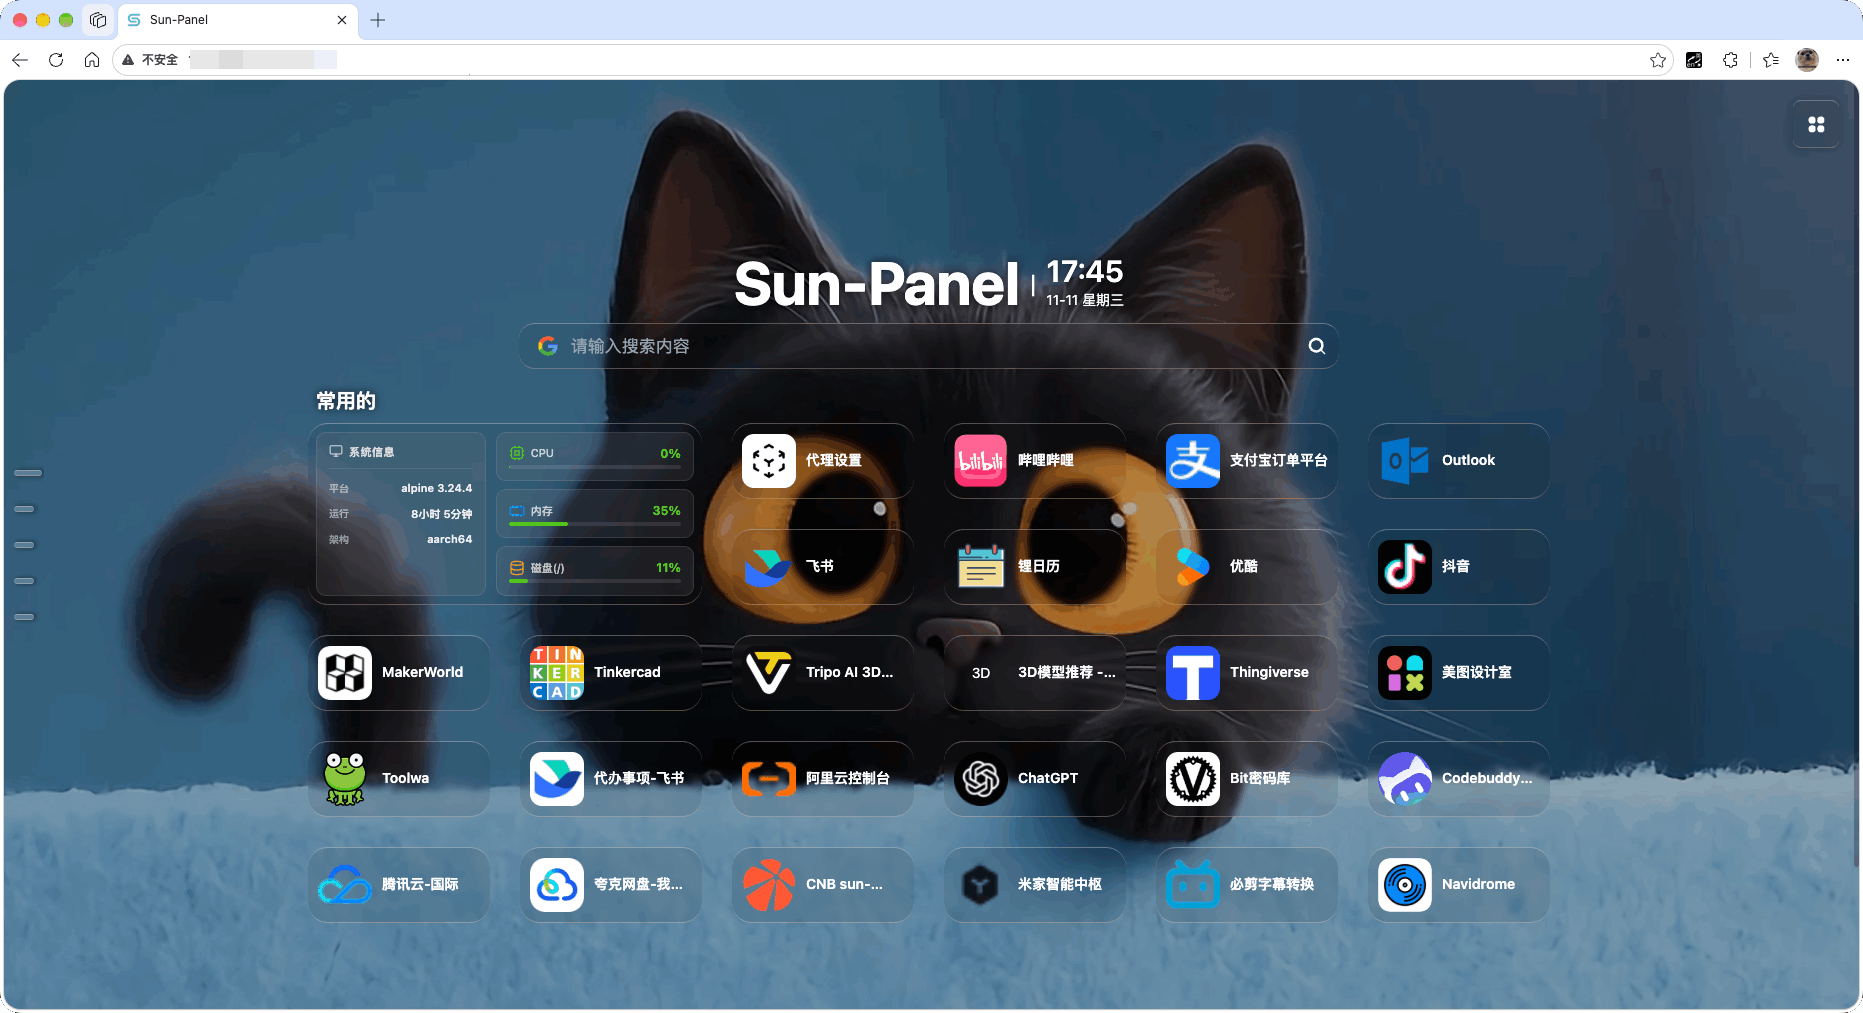 Sun-Panel
不安全
Sun-Panel
17:45
11-11 星期三
请输入搜索内容
常用的
系统信息
平台 alpine 3.24.4
运行 8小时 5分钟
架构 aarch64
CPU 0%
内存 35%
磁盘(/) 11%
代理设置
bilibili
哔哩哔哩
支
支付宝订单平台
Outlook
飞书
锂日历
优酷
抖音
MakerWorld
TINKERCAD
Tinkercad
Tripo AI 3D...
3D
3D模型推荐 -...
Thingiverse
美图设计室
Toolwa
代办事项-飞书
阿里云控制台
ChatGPT
Bit密码库
Codebuddy...
腾讯云-国际
夸克网盘-我...
CNB sun-...
米家智能中枢
必剪字幕转换
Navidrome